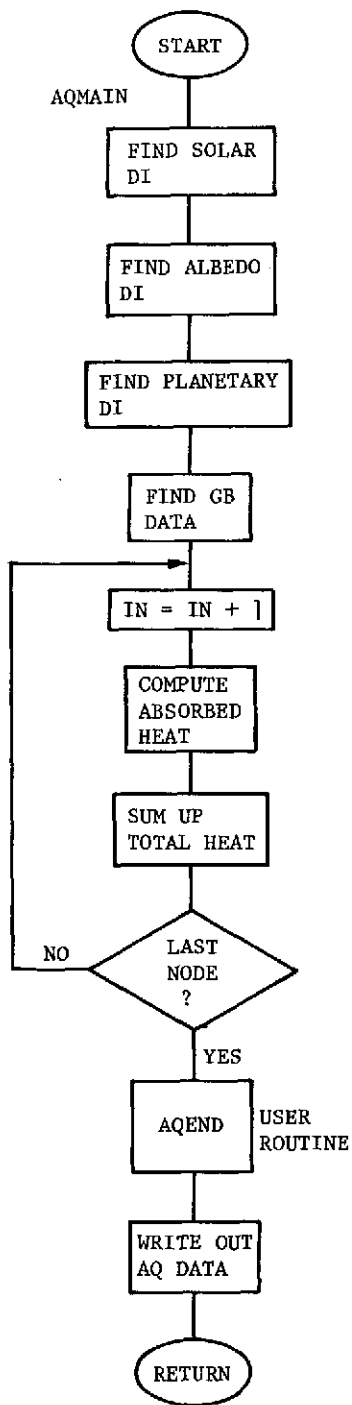 START
AQMAIN
FIND SOLAR
DI
FIND ALBEDO
DI
FIND PLANETARY
DI
FIND GB
DATA
IN = IN + 1
COMPUTE
ABSORBED
HEAT
SUM UP
TOTAL HEAT
LAST
NODE
?
NO
YES
AQEND
USER
ROUTINE
WRITE OUT
AQ DATA
RETURN